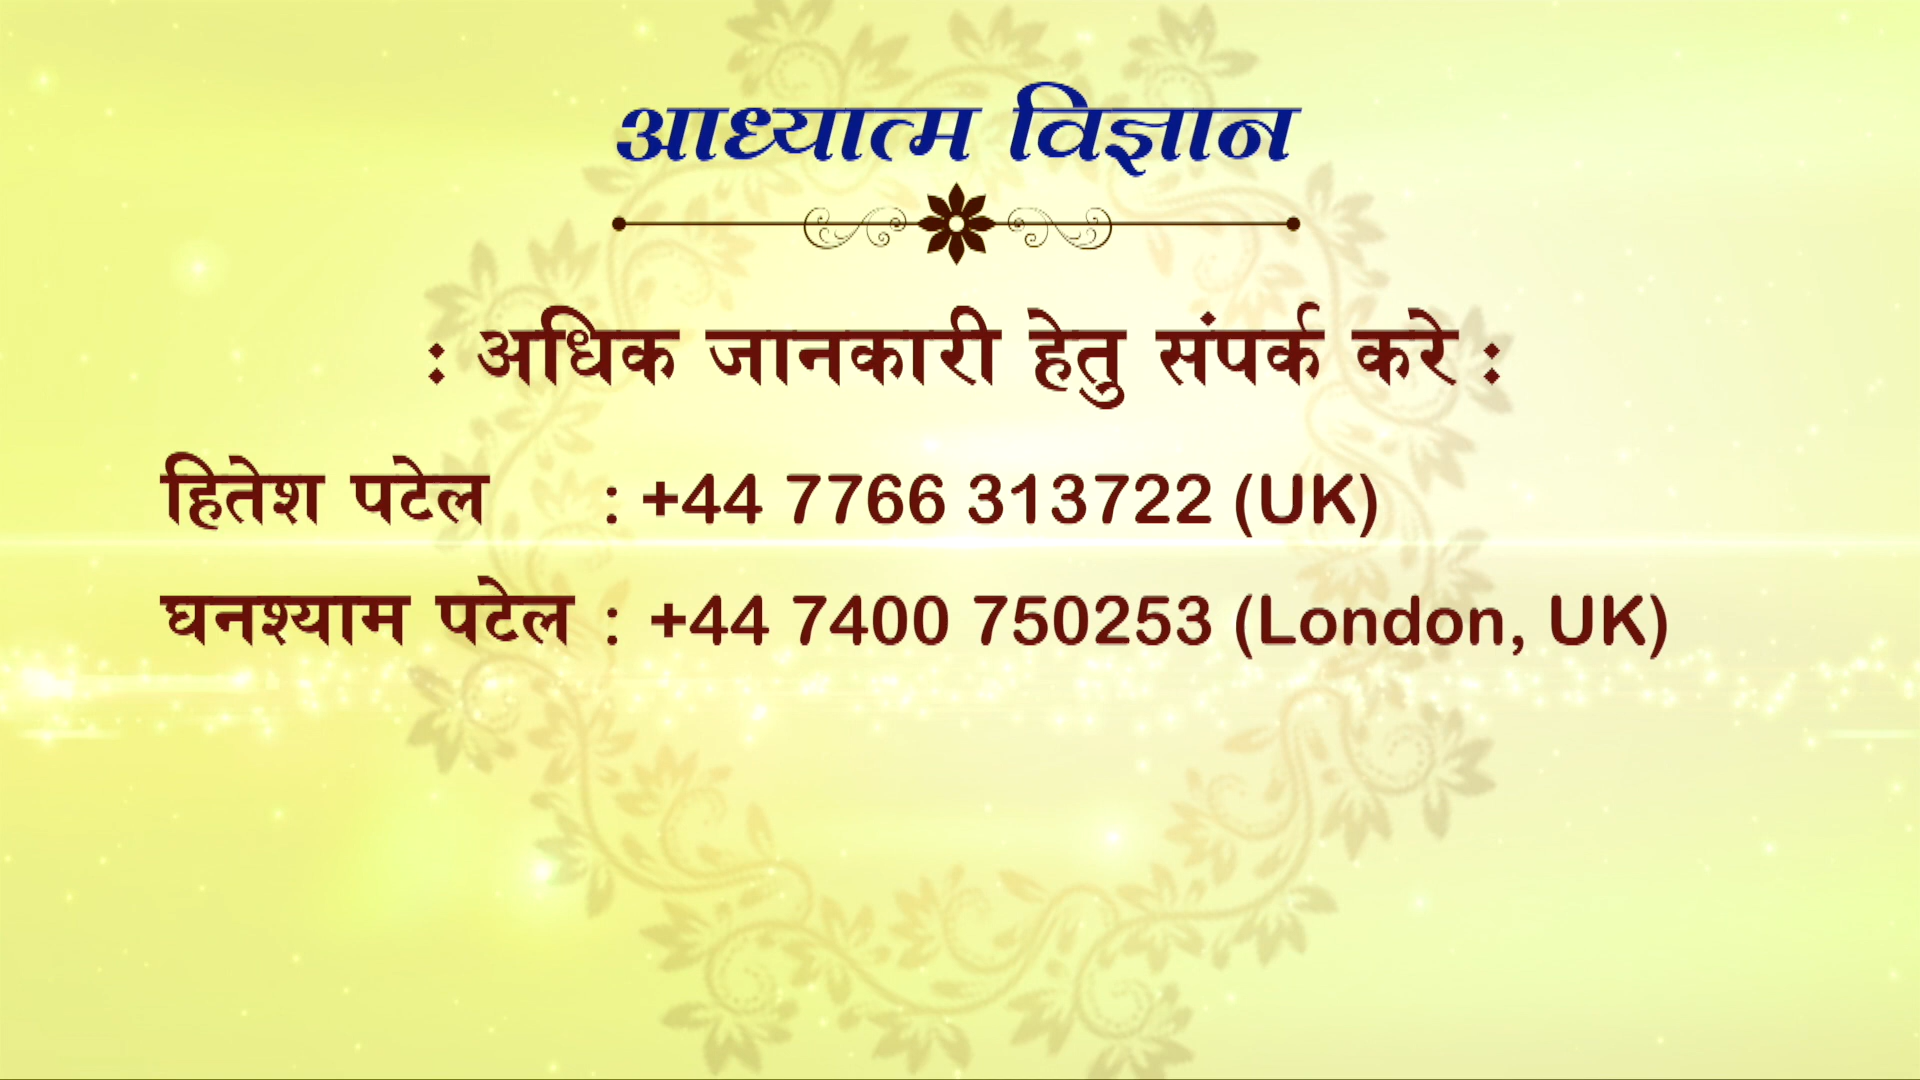 आध्यात्म विज्ञान
: अधिक जानकारी हेतु संपर्क करे :
हितेश पटेल : +44 7766 313722 (UK)
घनश्याम पटेल : +44 7400 750253 (London, UK)